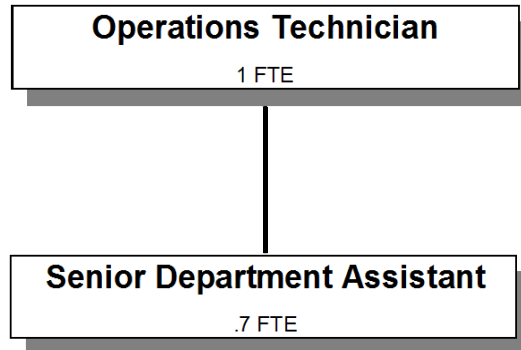 Operations Technician
1 FTE
Senior Department Assistant
.7 FTE